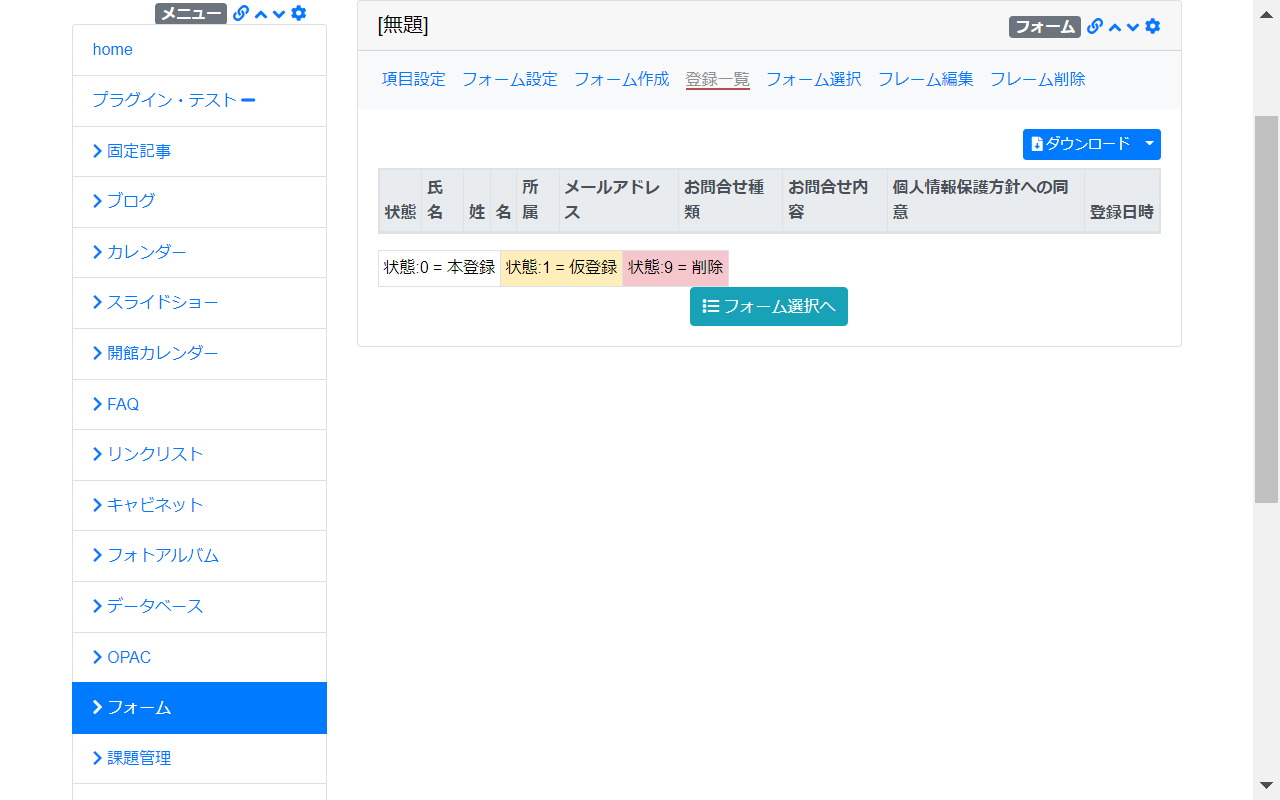 メニュー
home
プラグイン・テスト
固定記事
ブログ
カレンダー
スライドショー
開館カレンダー
FAQ
リンクリスト
キャビネット
フォトアルバム
データベース
OPAC
フォーム
課題管理
[無題]
フォーム
項目設定 フォーム設定 フォーム作成 登録一覧 フォーム選択 フレーム編集 フレーム削除
ダウンロード
状態 氏名 姓 名 所属 メールアドレス お問合せ種類 お問合せ内容 個人情報保護方針への同意 登録日時
状態:0 = 本登録 状態:1 = 仮登録 状態:9 = 削除
フォーム選択へ